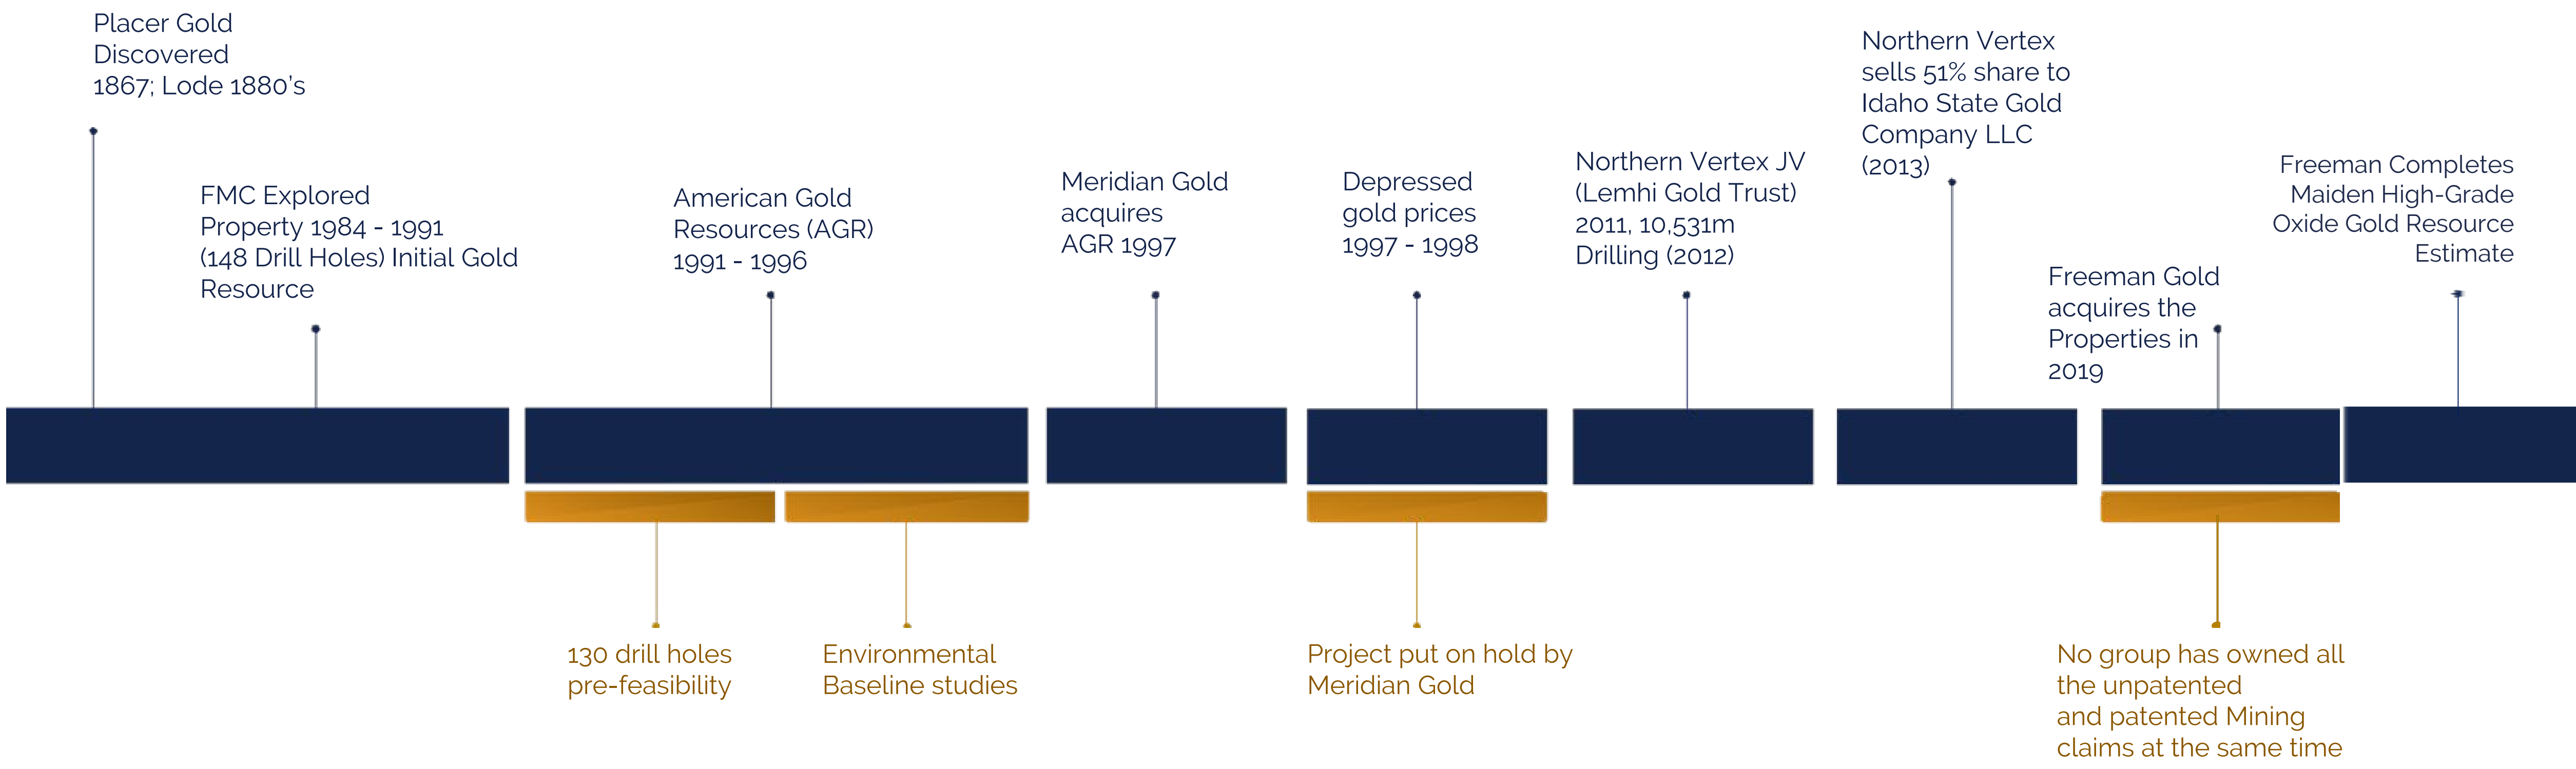 Placer Gold
Discovered
1867; Lode 1880's
FMC Explored
Property 1984 - 1991
(148 Drill Holes) Initial Gold
Resource
American Gold
Resources (AGR)
1991 - 1996
Meridian Gold
acquires
AGR 1997
Depressed
gold prices
1997 - 1998
Northern Vertex JV
(Lemhi Gold Trust)
2011, 10,531m
Drilling (2012)
Northern Vertex
sells 51% share to
Idaho State Gold
Company LLC
(2013)
Freeman Gold
acquires the
Properties in
2019
Freeman Completes
Maiden High-Grade
Oxide Gold Resource
Estimate
130 drill holes
pre-feasibility
Environmental
Baseline studies
Project put on hold by
Meridian Gold
No group has owned all
the unpatented
and patented Mining
claims at the same time